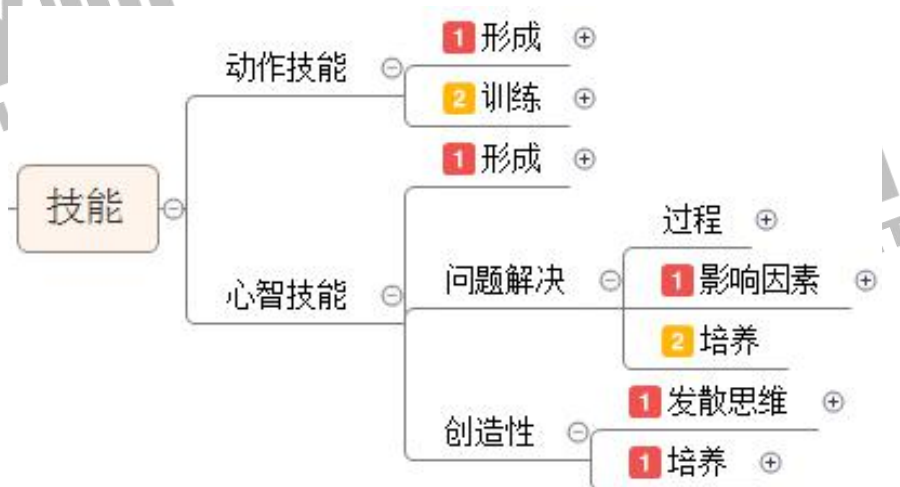 技能
动作技能
1 形成
2 训练
心智技能
1 形成
问题解决
过程
1 影响因素
2 培养
创造性
1 发散思维
1 培养